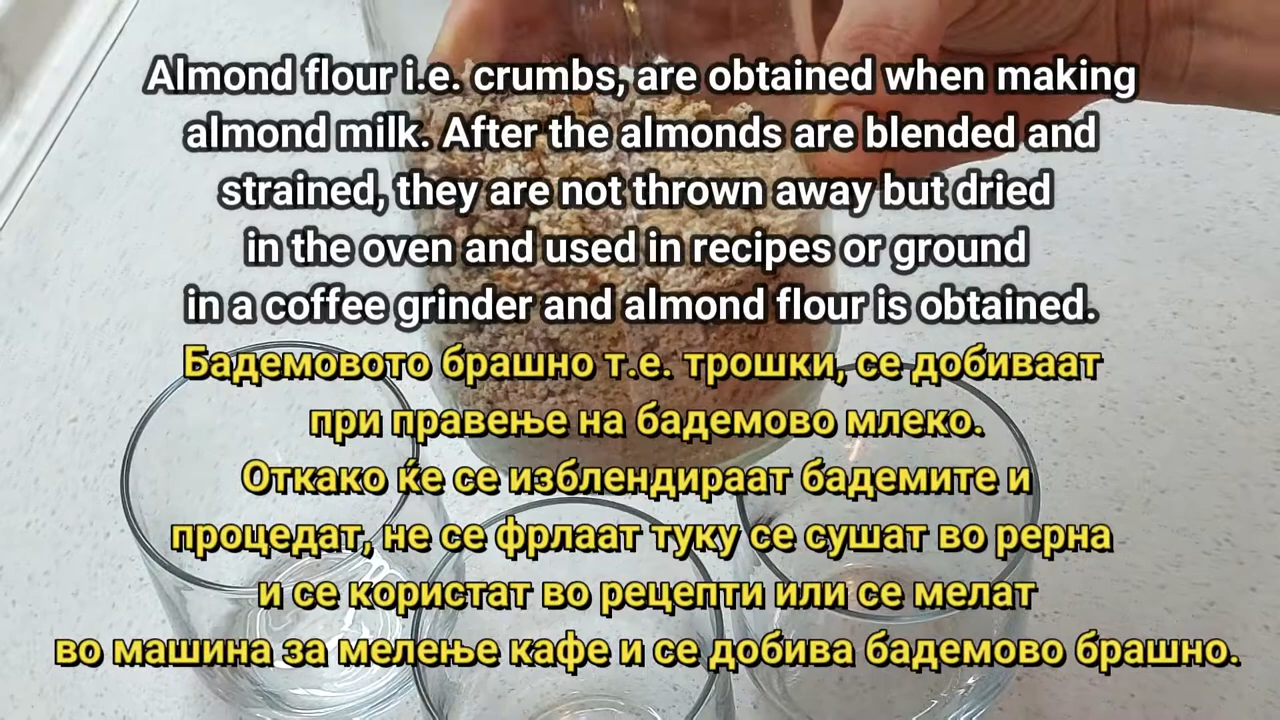 Almond flour i.e. crumbs, are obtained when making
almond milk. After the almonds are blended and
strained, they are not thrown away but dried
in the oven and used in recipes or ground
in a coffee grinder and almond flour is obtained.
Бадемовото брашно т.е. трошки, се добиваат
при правење на бадемово млеко.
Откако ќе се изблендираат бадемите и
процедат, не се фрлаат туку се сушат во рерна
и се користат во рецепти или се мелат
во машина за мелење кафе и се добива бадемово брашно.